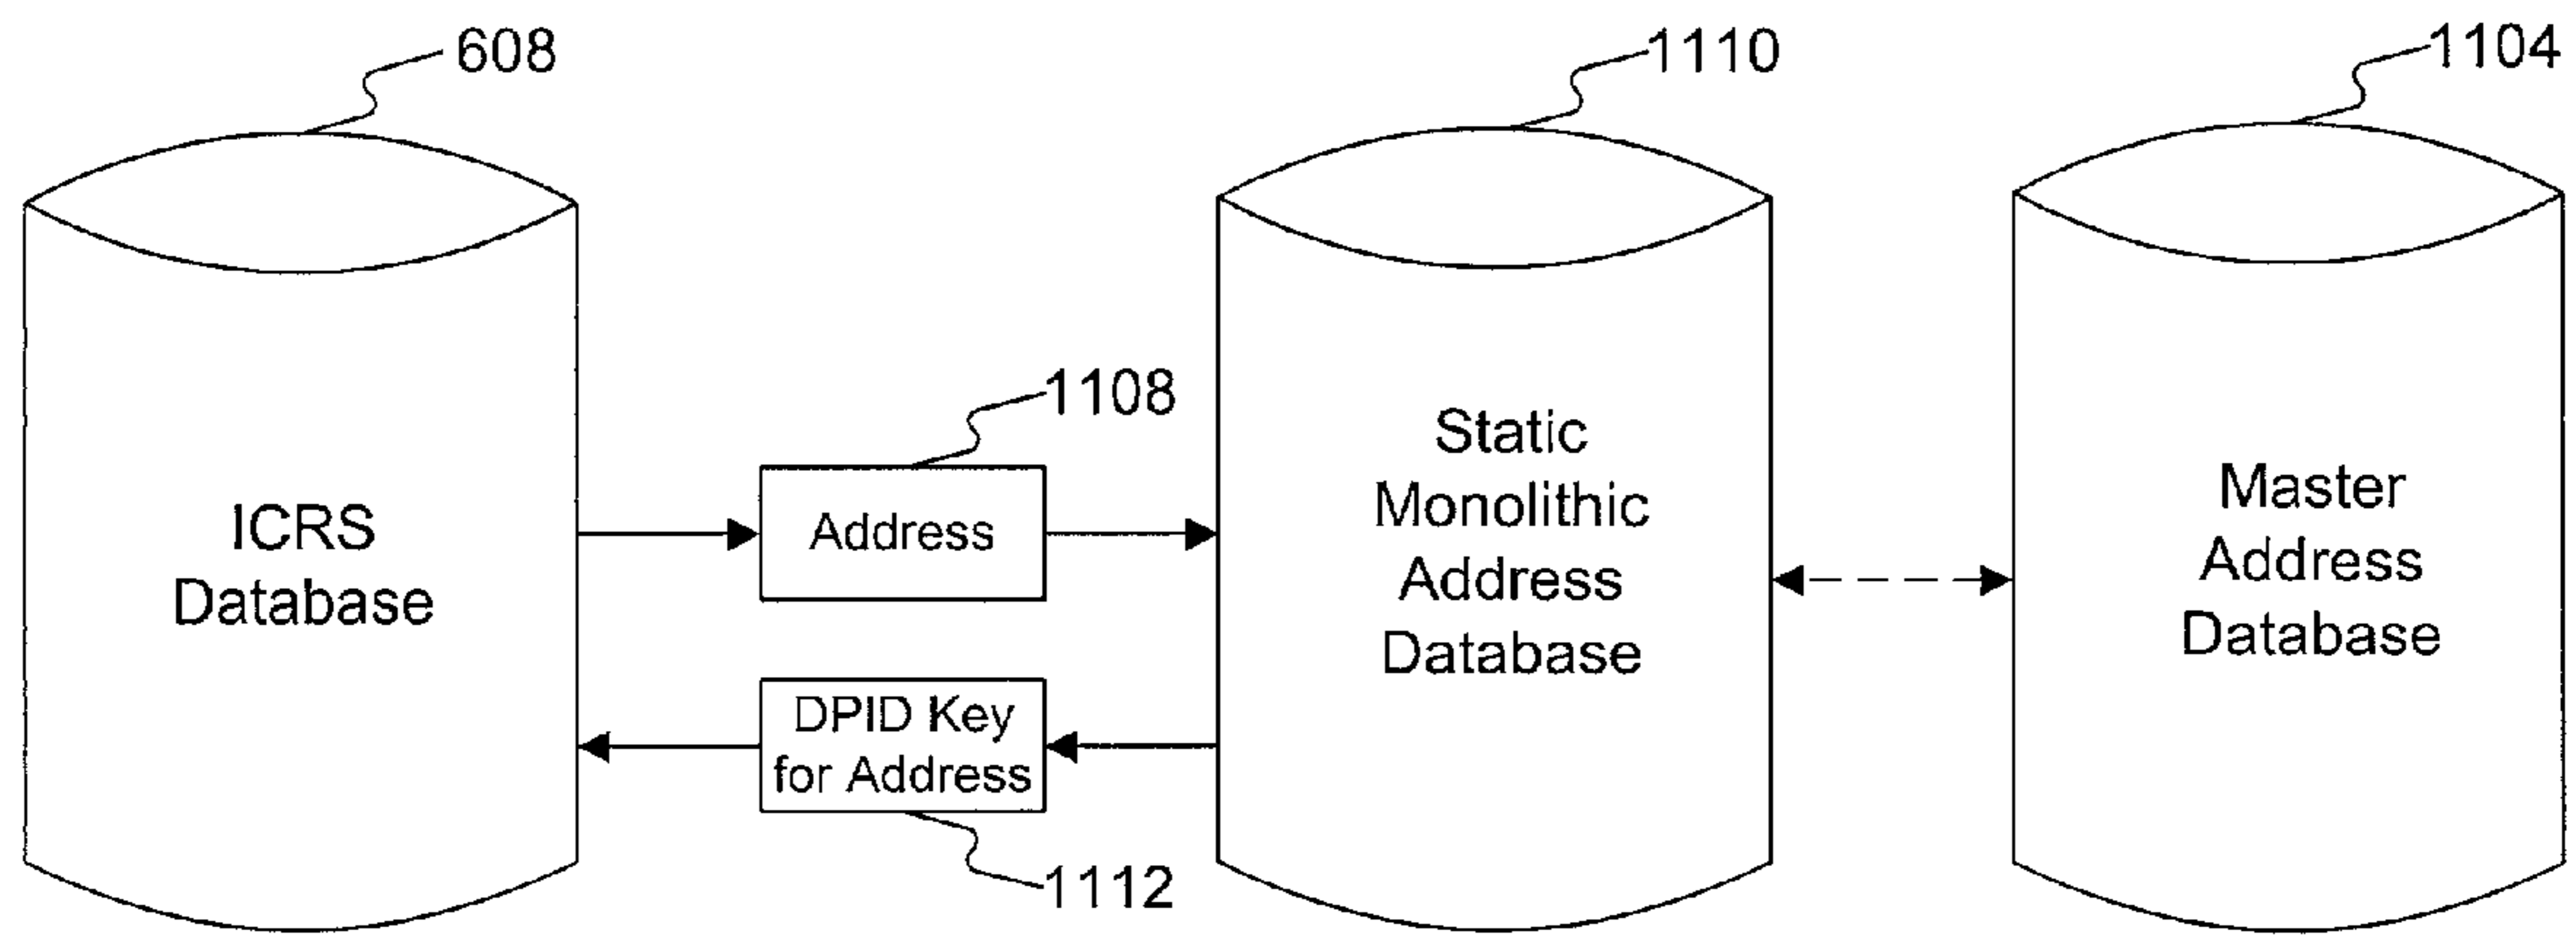 608
1110
1104
ICRS
Database
1108
Address
DPID Key
for Address
1112
Static
Monolithic
Address
Database
Master
Address
Database